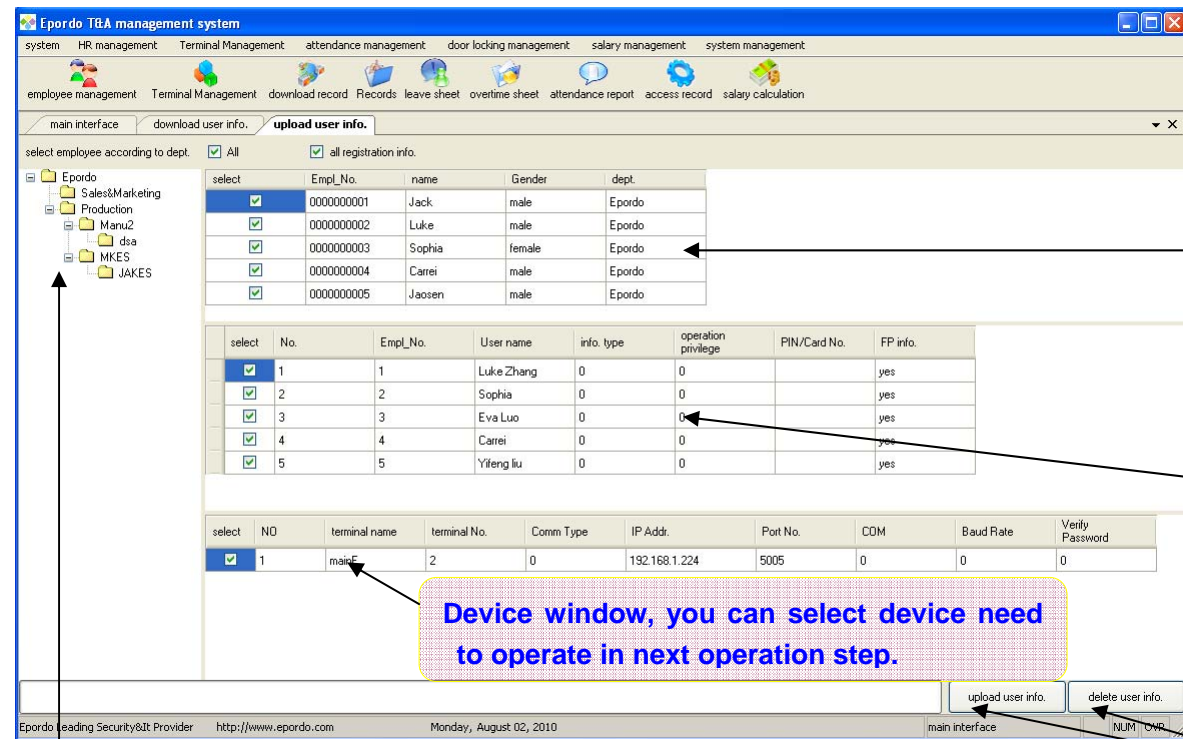 Epordo T&A management system
system HR management Terminal Management attendance management door locking management salary management system management
employee management Terminal Management download record Records leave sheet overtime sheet attendance report access record salary calculation
main interface download user info. upload user info.
select employee according to dept. All all registration info.
Epordo
Sales&Marketing
Production
Manu2
dsa
MKES
JAKES
select Empl_No. name Gender dept.
0000000001 Jack male Epordo
0000000002 Luke male Epordo
0000000003 Sophia female Epordo
0000000004 Carrei male Epordo
0000000005 Jaosen male Epordo
select No. Empl_No. User name info. type operation privilege PIN/Card No. FP info.
1 1 Luke Zhang 0 0 yes
2 2 Sophia 0 0 yes
3 3 Eva Luo 0 0 yes
4 4 Carrei 0 0 yes
5 5 Yifeng liu 0 0 yes
select NO terminal name terminal No. Comm Type IP Addr. Port No. COM Baud Rate Verify Password
1 mainE 2 0 192.168.1.224 5005 0 0 0
Device window, you can select device need
to operate in next operation step.
upload user info. delete user info.
Epordo Leading Security&It Provider http://www.epordo.com Monday, August 02, 2010 main interface NUM OVR